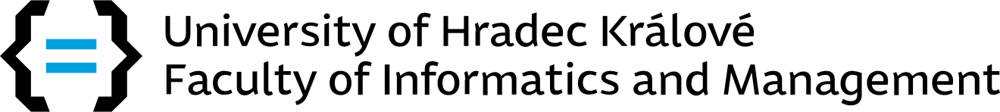 University of Hradec Králové
Faculty of Informatics and Management